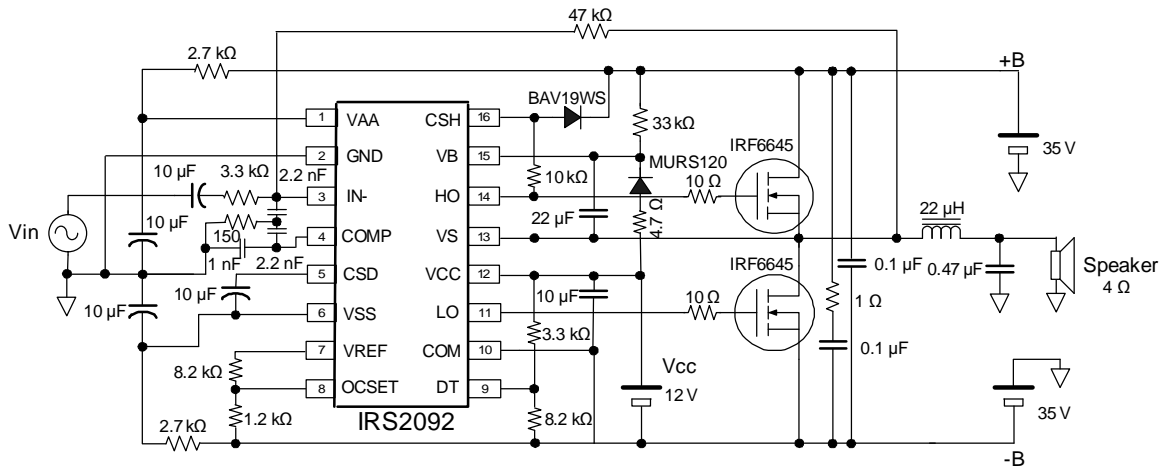 47 kΩ
2.7 kΩ
+B
BAV19WS
1 VAA CSH 16
33 kΩ
IRF6645
35 V
2 GND VB 15
MURS120
10 µF 3.3 kΩ 2.2 nF
10 kΩ
10 Ω
3 IN- HO 14
4.7 Ω
22 µH
Vin
10 µF
150
22 µF
4 COMP VS 13
1 nF 2.2 nF
IRF6645
0.1 µF
0.47 µF
Speaker
4 Ω
5 CSD VCC 12
10 µF
10 µF
10 µF
10 Ω
1 Ω
6 VSS LO 11
3.3 kΩ
0.1 µF
7 VREF COM 10
8.2 kΩ
Vcc
12 V
8 OCSET DT 9
1.2 kΩ
8.2 kΩ
35 V
IRS2092
2.7 kΩ
-B